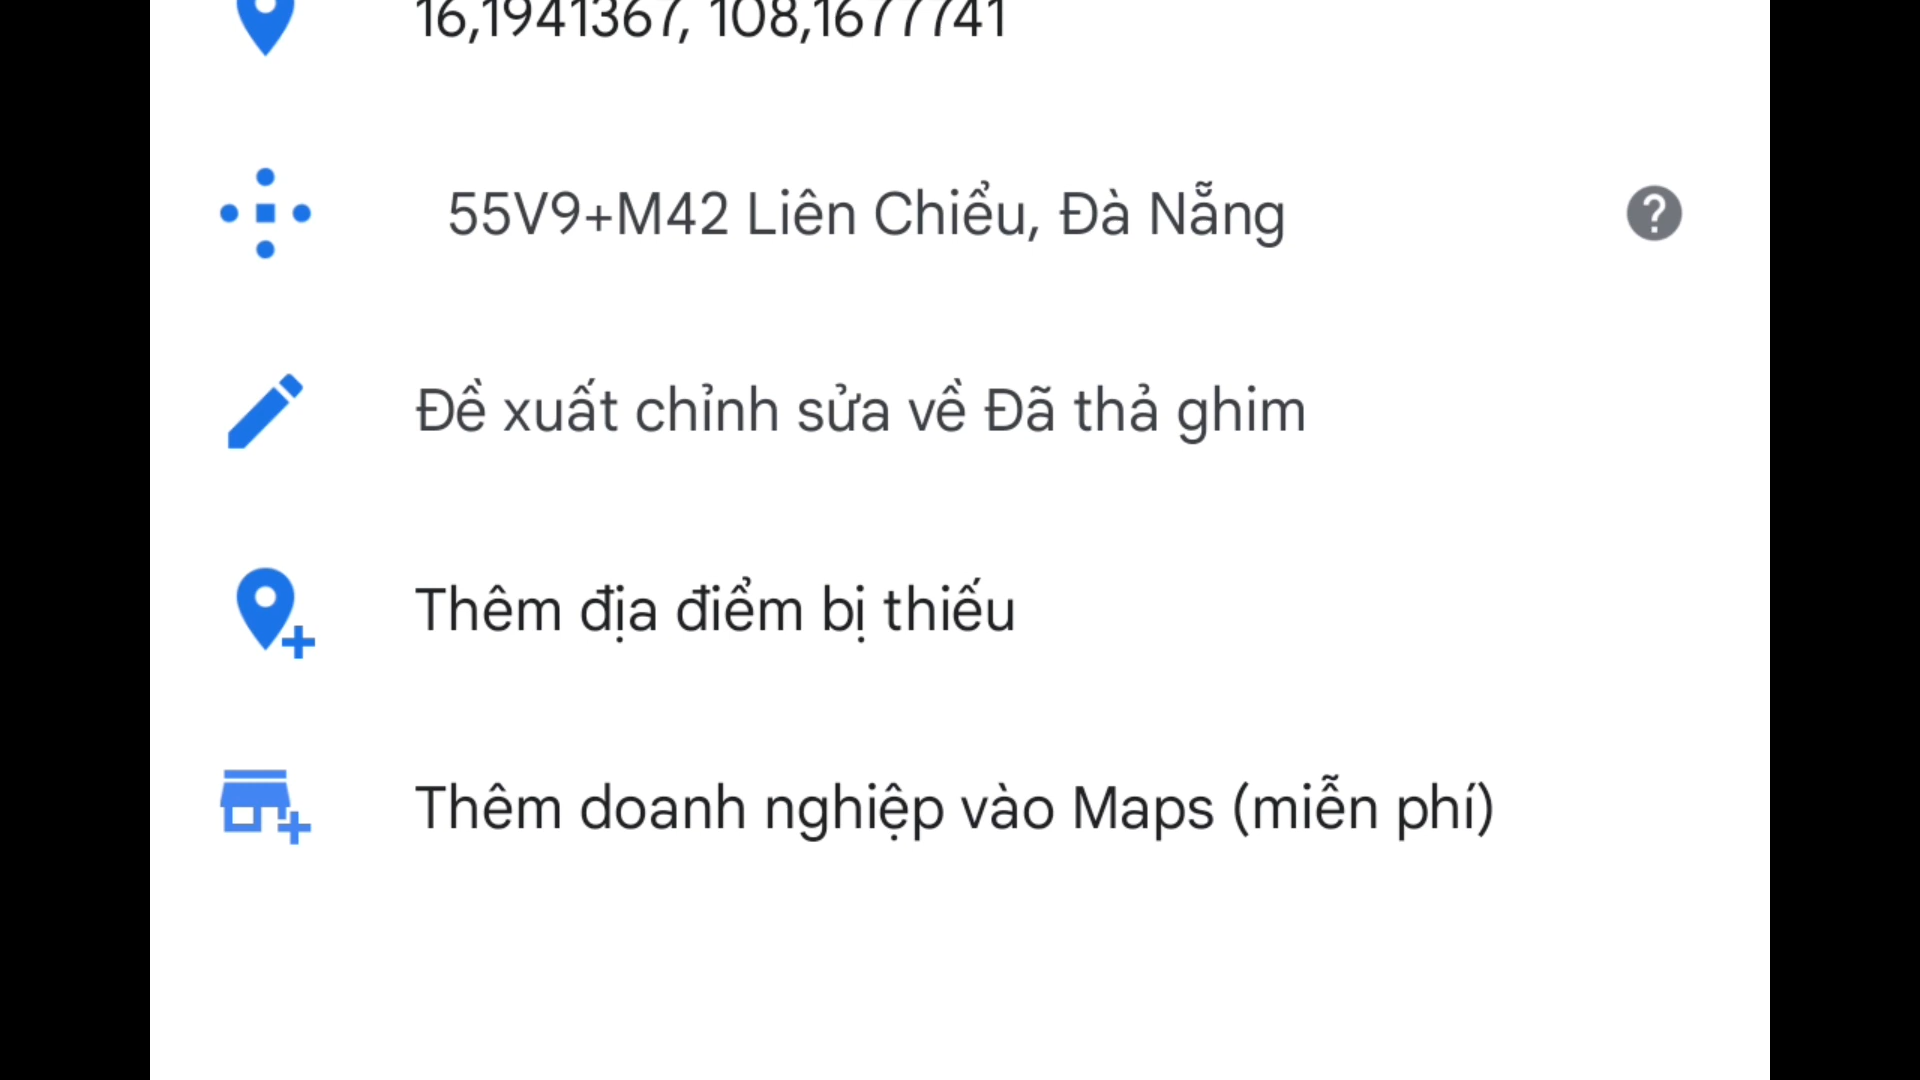 16,1941367, 108,1677741
55V9+M42 Liên Chiểu, Đà Nẵng
Đề xuất chỉnh sửa về Đã thả ghim
Thêm địa điểm bị thiếu
Thêm doanh nghiệp vào Maps (miễn phí)